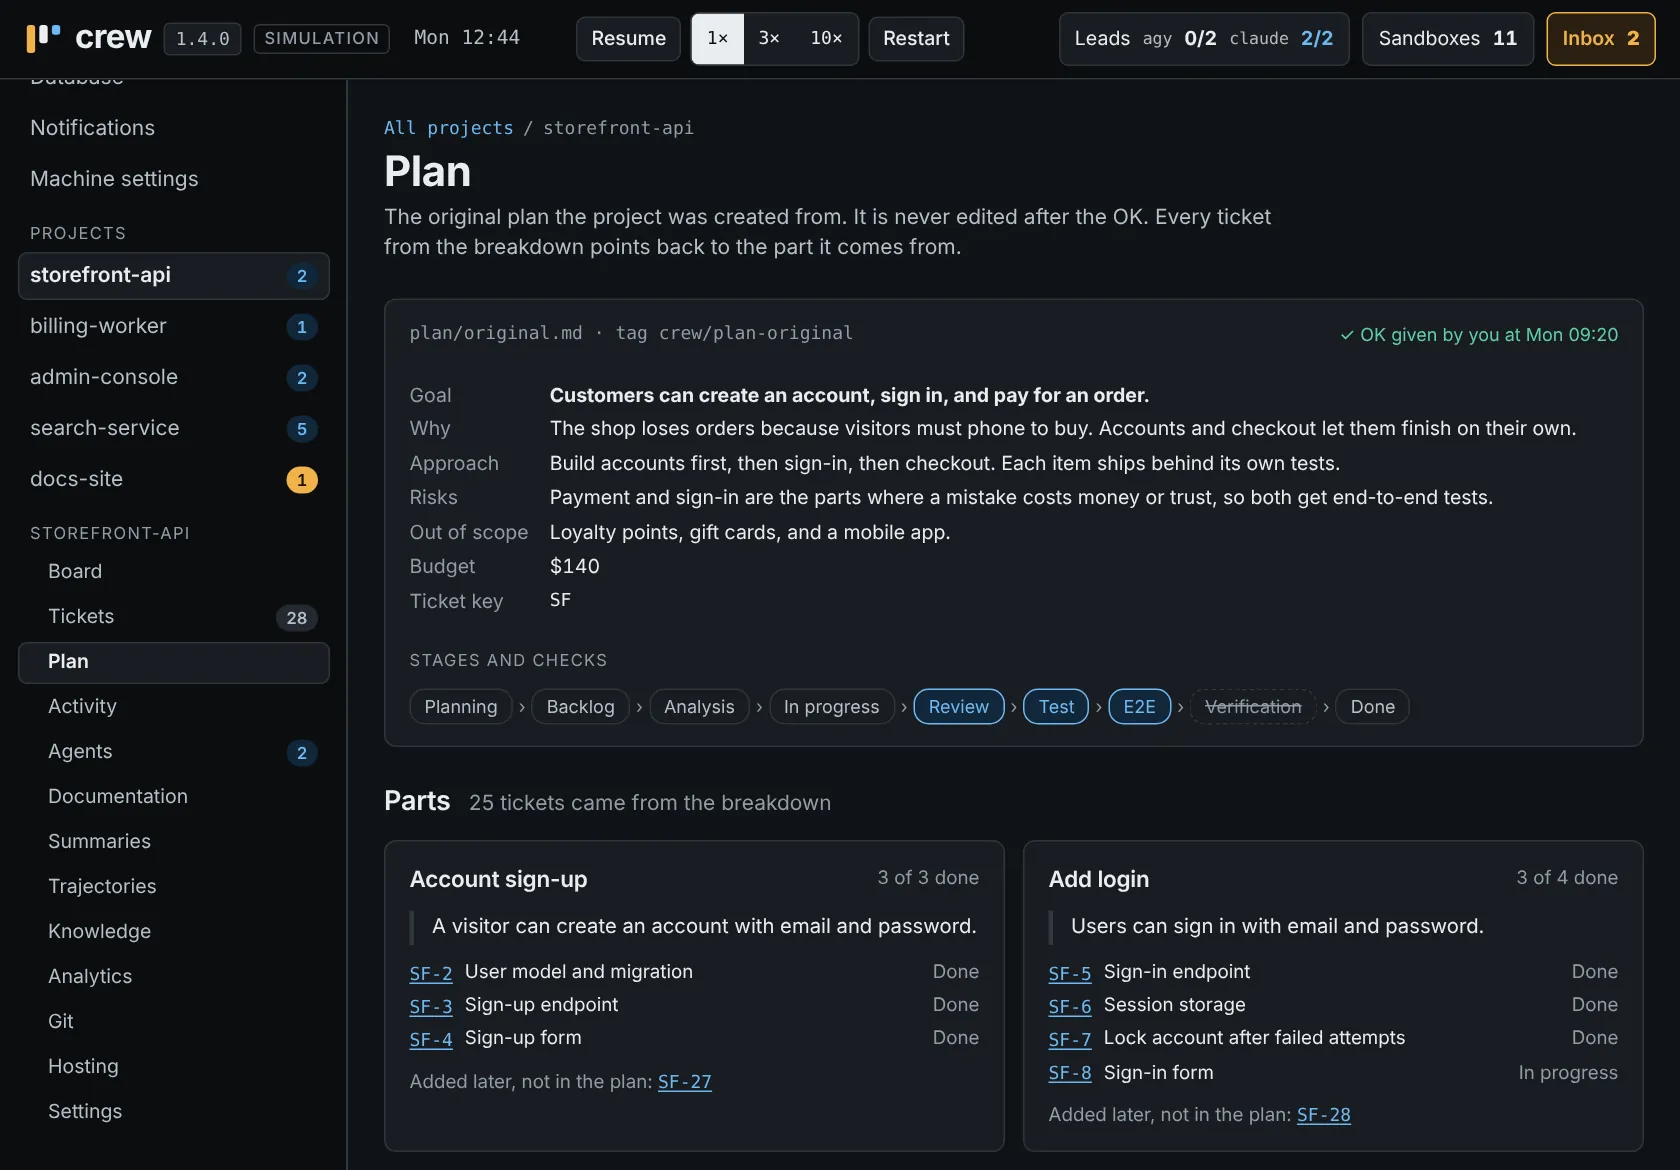 crew 1.4.0 SIMULATION Mon 12:44 Resume 1× 3× 10× Restart Leads agy 0/2 claude 2/2 Sandboxes 11 Inbox 2
Database
Notifications
Machine settings
PROJECTS
storefront-api 2
billing-worker 1
admin-console 2
search-service 5
docs-site 1
STOREFRONT-API
Board
Tickets 28
Plan
Activity
Agents 2
Documentation
Summaries
Trajectories
Knowledge
Analytics
Git
Hosting
Settings
All projects / storefront-api
Plan
The original plan the project was created from. It is never edited after the OK. Every ticket
from the breakdown points back to the part it comes from.
plan/original.md · tag crew/plan-original ✓ OK given by you at Mon 09:20
Goal Customers can create an account, sign in, and pay for an order.
Why The shop loses orders because visitors must phone to buy. Accounts and checkout let them finish on their own.
Approach Build accounts first, then sign-in, then checkout. Each item ships behind its own tests.
Risks Payment and sign-in are the parts where a mistake costs money or trust, so both get end-to-end tests.
Out of scope Loyalty points, gift cards, and a mobile app.
Budget $140
Ticket key SF
STAGES AND CHECKS
Planning › Backlog › Analysis › In progress › Review › Test › E2E › Verification › Done
Parts 25 tickets came from the breakdown
Account sign-up 3 of 3 done
A visitor can create an account with email and password.
SF-2 User model and migration Done
SF-3 Sign-up endpoint Done
SF-4 Sign-up form Done
Added later, not in the plan: SF-27
Add login 3 of 4 done
Users can sign in with email and password.
SF-5 Sign-in endpoint Done
SF-6 Session storage Done
SF-7 Lock account after failed attempts Done
SF-8 Sign-in form In progress
Added later, not in the plan: SF-28